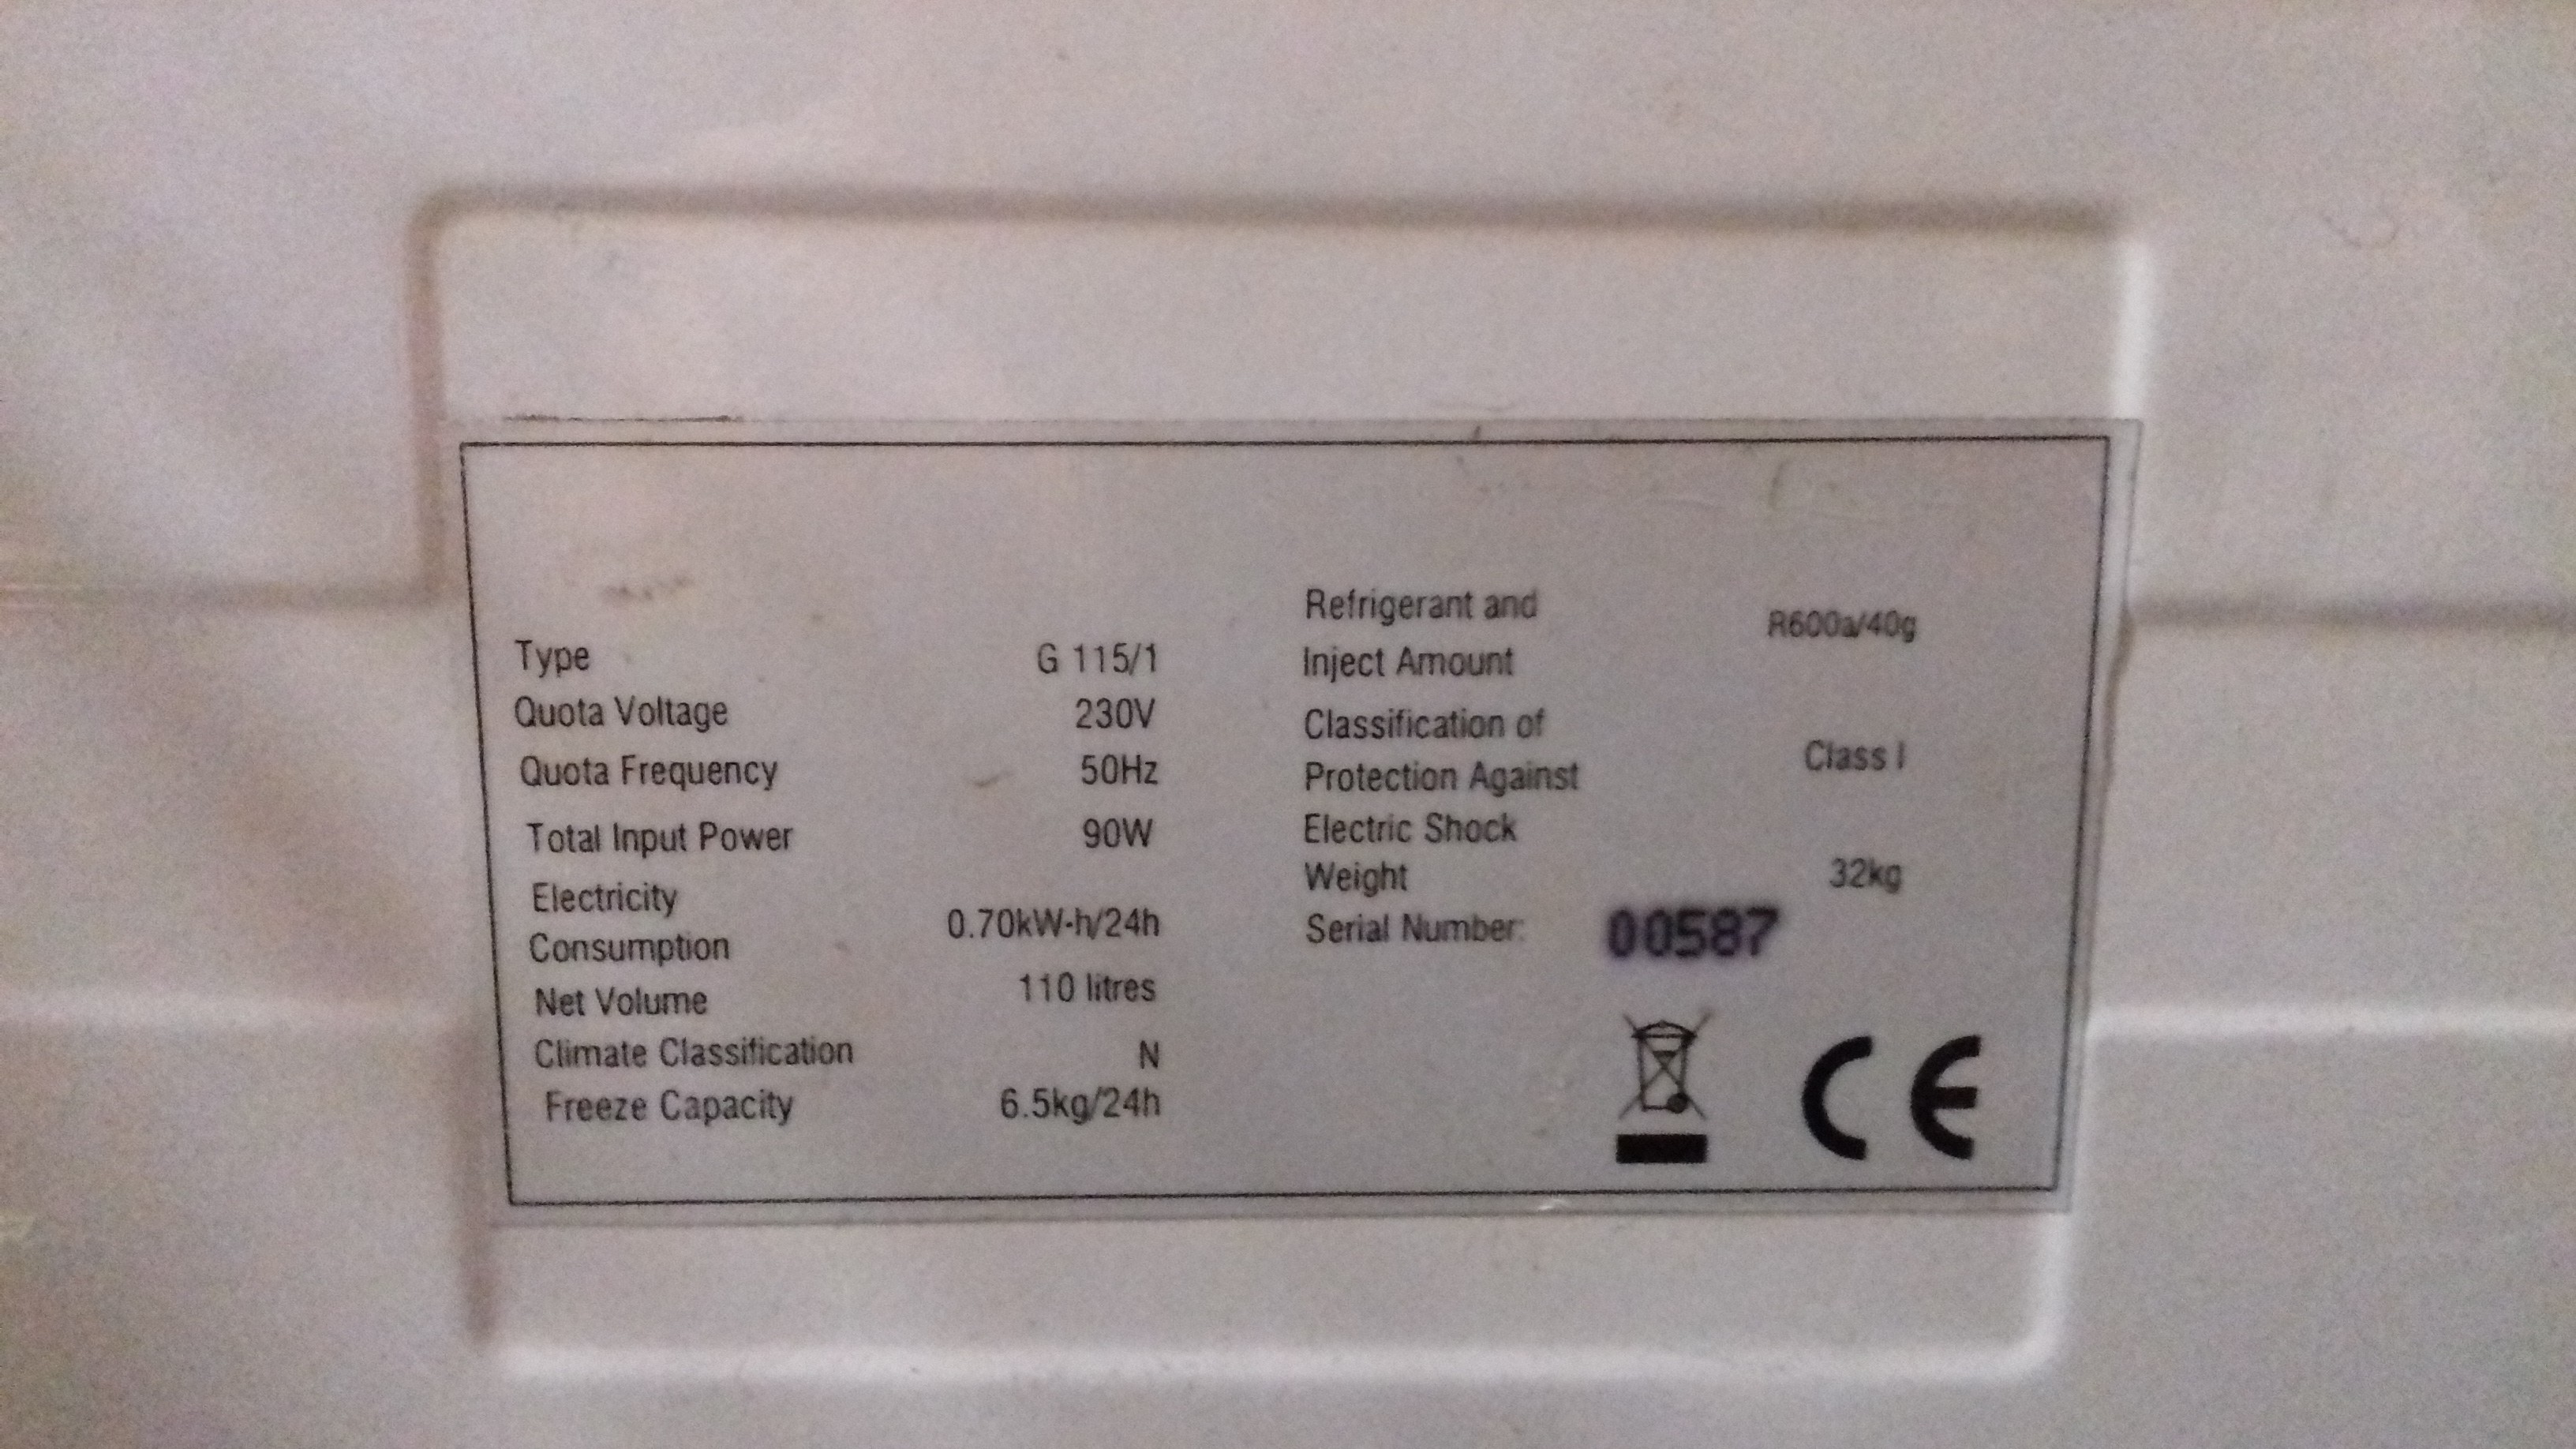 Type G 115/1
Quota Voltage 230V
Quota Frequency 50Hz
Total Input Power 90W
Electricity
Consumption 0.70kW-h/24h
Net Volume 110 litres
Climate Classification N
Freeze Capacity 6.5kg/24h
Refrigerant and
Inject Amount R600a/40g
Classification of
Protection Against Class I
Electric Shock
Weight 32kg
Serial Number: 00587
CE